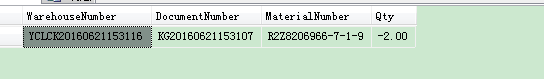 WarehouseNumber DocumentNumber MaterialNumber Qty
YCLCK20160621153116 KG20160621153107 R2Z8206966-7-1-9 -2.00